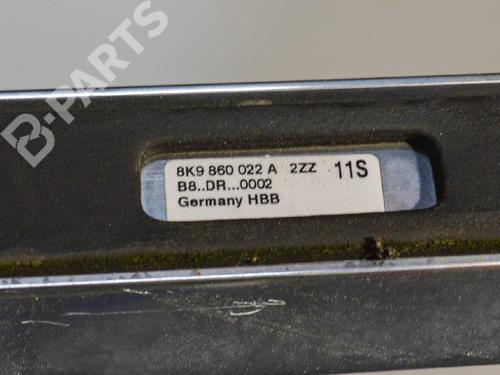 B-PARTS
8K9 860 022 A 2ZZ 11S
B8..DR...0002
Germany HBB